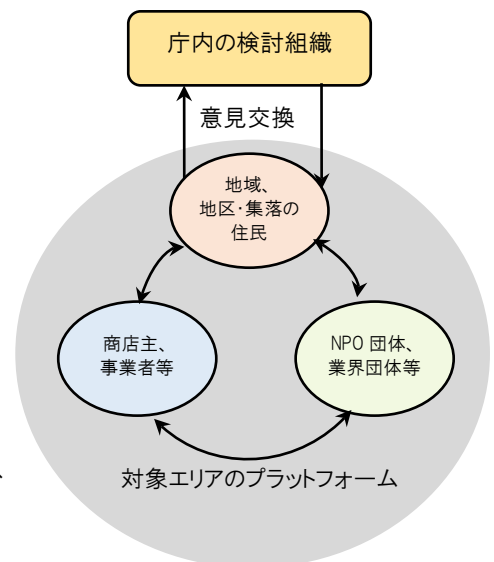 庁内の検討組織
意見交換
地域、
地区・集落の
住民
商店主、
事業者等
NPO 団体、
業界団体等
対象エリアのプラットフォーム
、